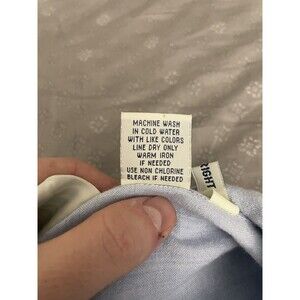 MACHINE WASH
IN COLD WATER
WITH LIKE COLORS
LINE DRY ONLY
WARM IRON
IF NEEDED
USE NON CHLORINE
BLEACH IF NEEDED
RIGHT